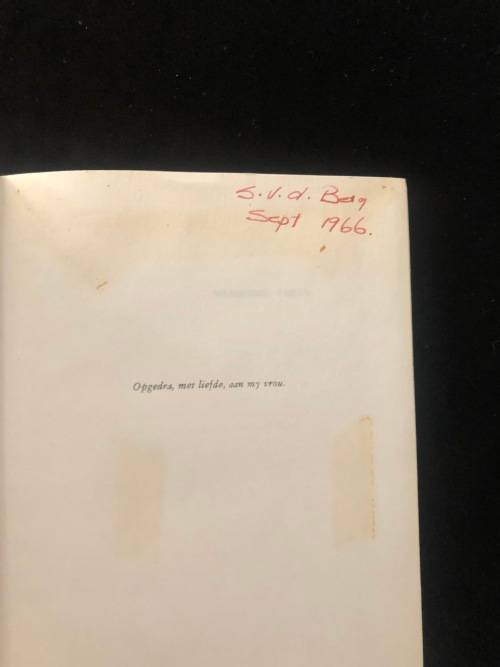 S.v.d. Berg
Sept 1966.
Opgedra, met liefde, aan my vrou.